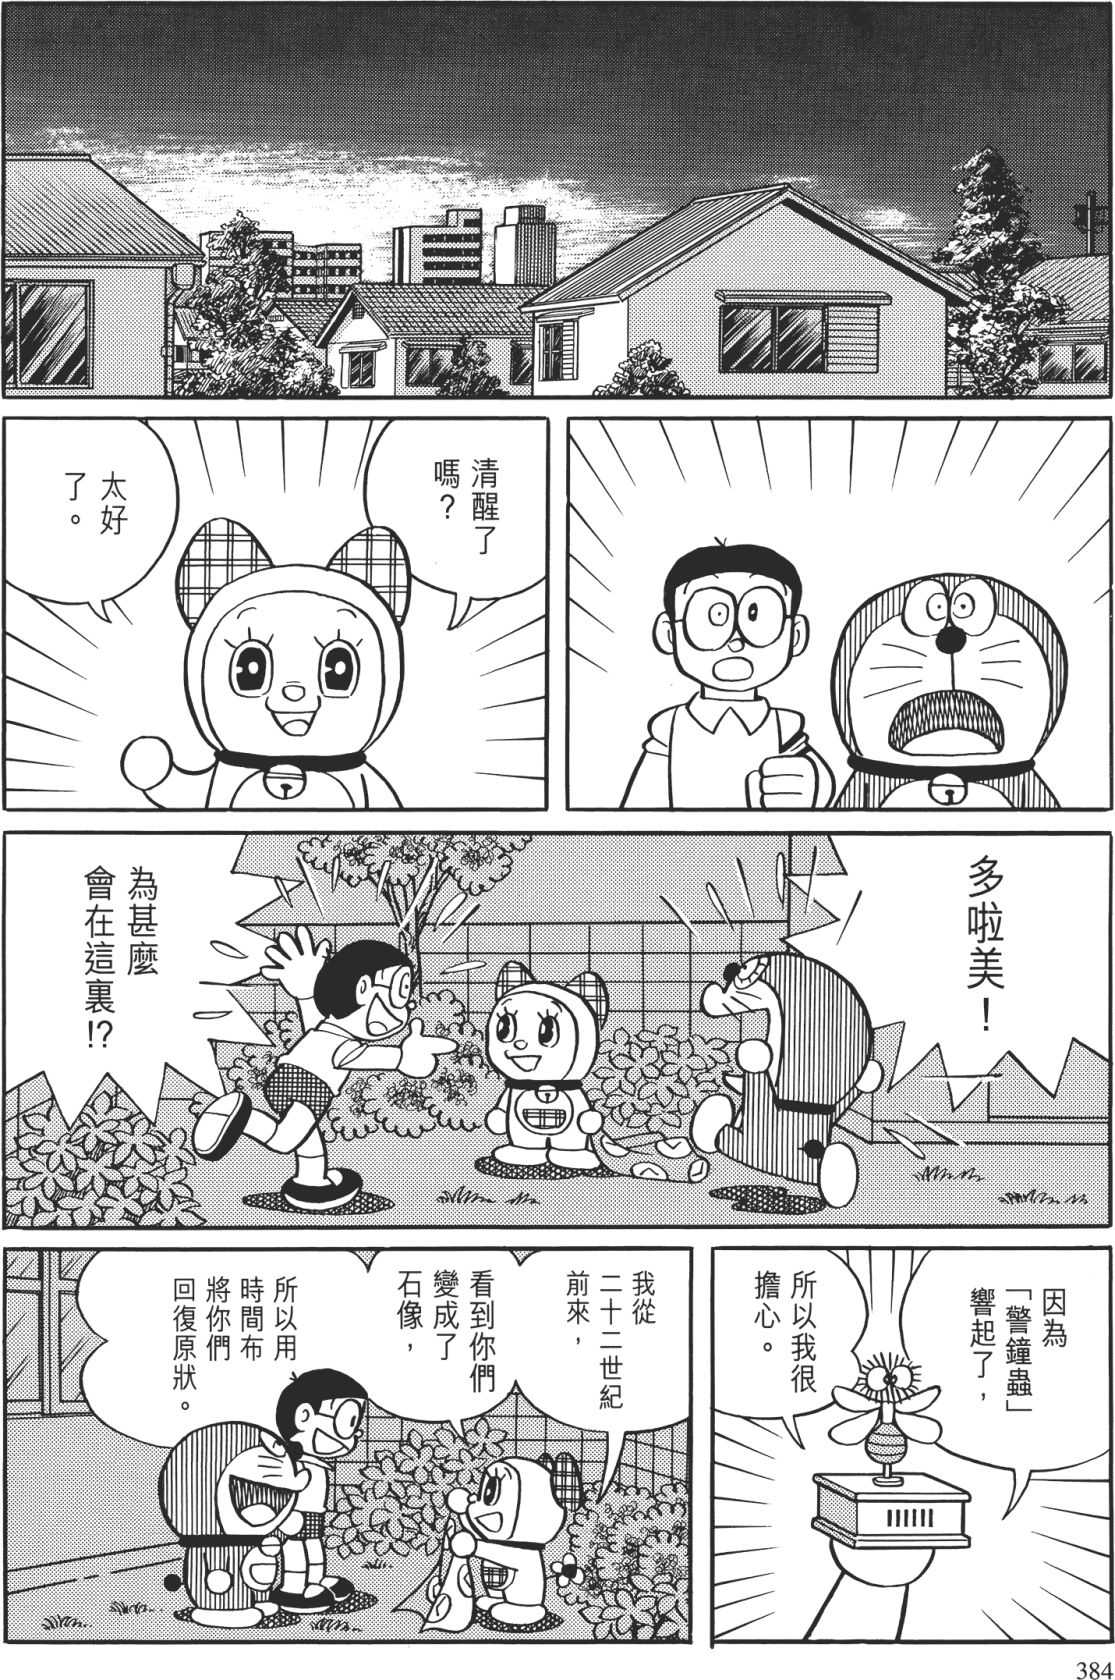 清醒了
嗎？
太好
了。
多啦美！
為甚麼
會在這裏!?
因為
「警鐘蟲」
響起了，
所以我很
擔心。
我從
二十二世紀
前來，
看到你們
變成了
石像，
所以用
時間布
將你們
回復原狀。
384